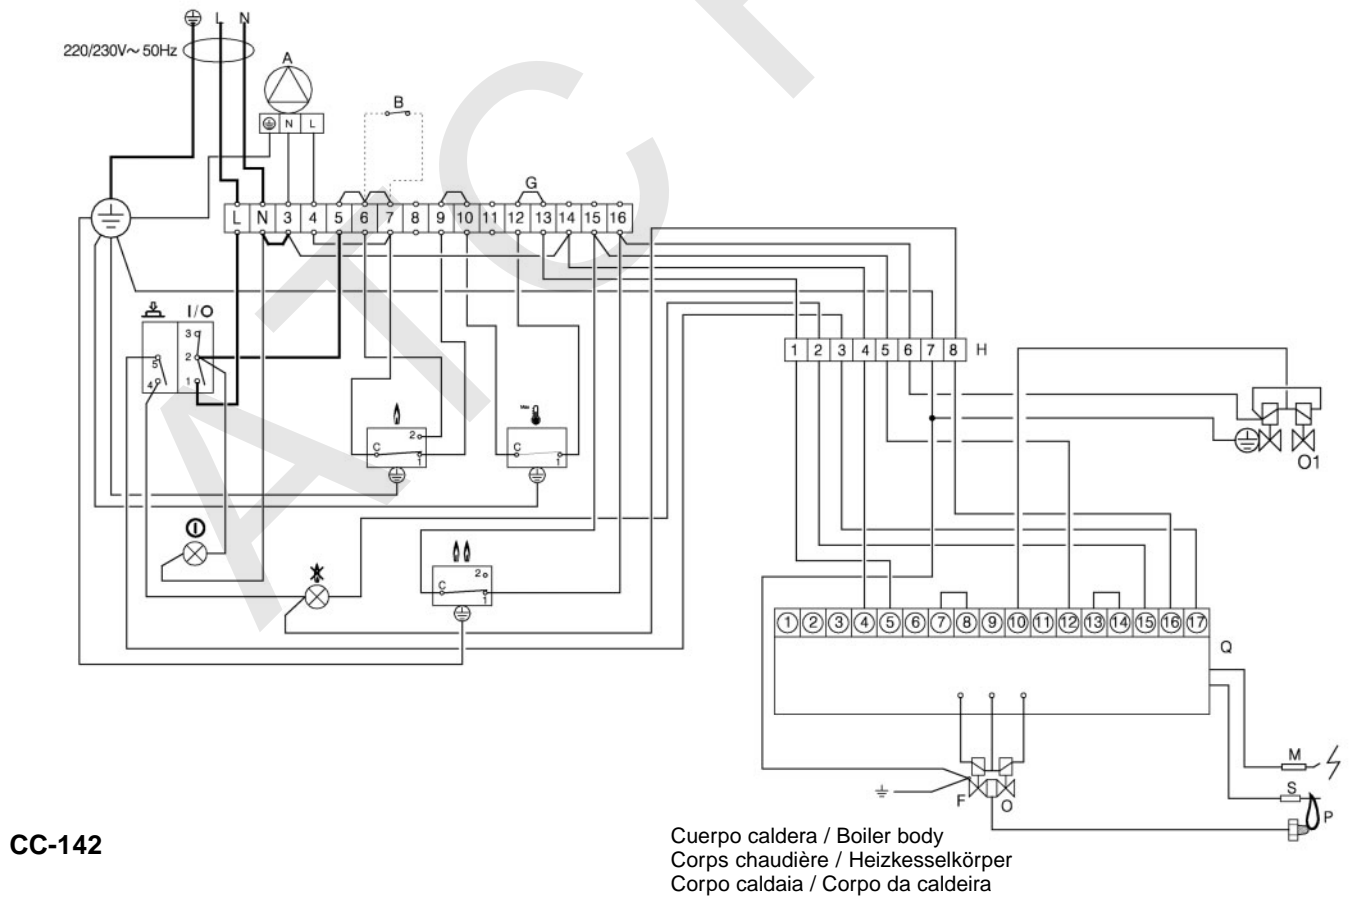 L N
220/230V~ 50Hz
A
B
N L
G
L N 3 4 5 6 7 8 9 10 11 12 13 14 15 16
I/O
3
2
1
5
4
1 2 3 4 5 6 7 8 H
Max
2
C
1
C
1
O1
2
C
1
1 2 3 4 5 6 7 8 9 10 11 12 13 14 15 16 17
Q
M
S
P
F O
CC-142
Cuerpo caldera / Boiler body
Corps chaudière / Heizkesselkörper
Corpo caldaia / Corpo da caldeira
ATC